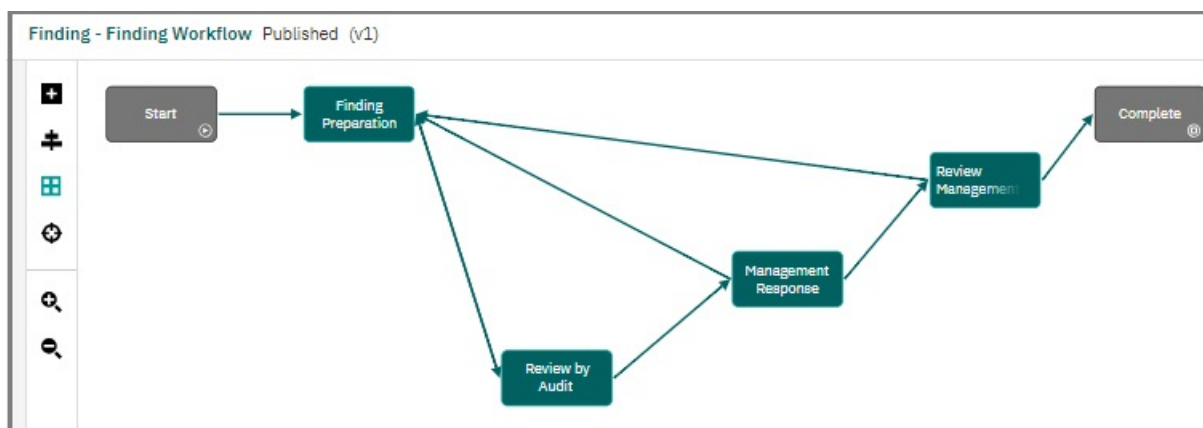 Finding - Finding Workflow Published (v1)
Start
Finding
Preparation
Complete
Review
Management
Management
Response
Review by
Audit